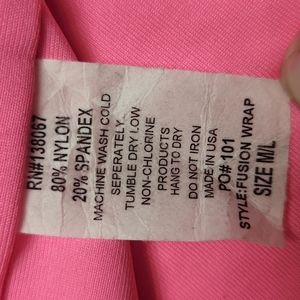 RN#138067
80% NYLON
20% SPANDEX
MACHINE WASH COLD
SEPERATELY
TUMBLE DRY LOW
NON-CHLORINE
PRODUCTS
HANG TO DRY
DO NOT IRON
MADE IN USA
PO# 101
STYLE:FUSION WRAP
SIZE M/L